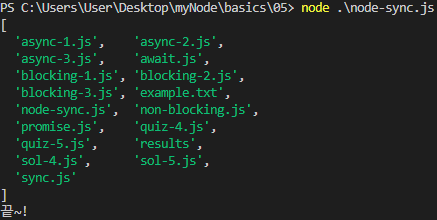 PS C:\Users\User\Desktop\myNode\basics\05> node .\node-sync.js
[
  'async-1.js',    'async-2.js',
  'async-3.js',    'await.js',
  'blocking-1.js', 'blocking-2.js',
  'blocking-3.js', 'example.txt',
  'node-sync.js',  'non-blocking.js',
  'promise.js',    'quiz-4.js',
  'quiz-5.js',     'results',
  'sol-4.js',      'sol-5.js',
  'sync.js'
]
끝~!